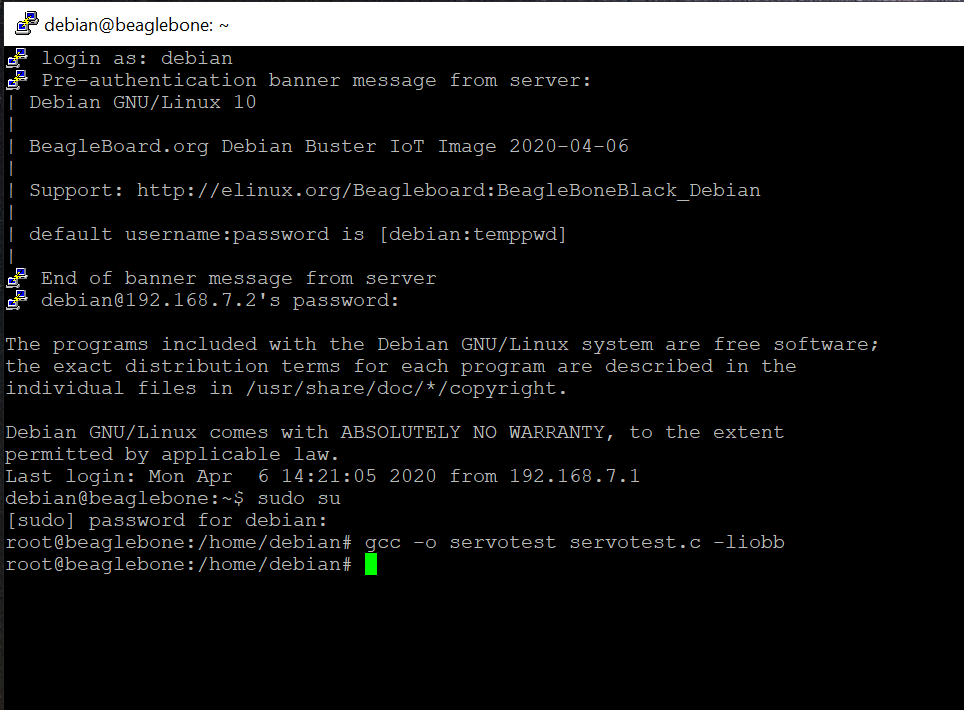 debian@beaglebone: ~
login as: debian
Pre-authentication banner message from server:
| Debian GNU/Linux 10
|
| BeagleBoard.org Debian Buster IoT Image 2020-04-06
|
| Support: http://elinux.org/Beagleboard:BeagleBoneBlack_Debian
|
| default username:password is [debian:temppwd]
|
End of banner message from server
debian@192.168.7.2's password:
The programs included with the Debian GNU/Linux system are free software;
the exact distribution terms for each program are described in the
individual files in /usr/share/doc/*/copyright.
Debian GNU/Linux comes with ABSOLUTELY NO WARRANTY, to the extent
permitted by applicable law.
Last login: Mon Apr  6 14:21:05 2020 from 192.168.7.1
debian@beaglebone:~$ sudo su
[sudo] password for debian:
root@beaglebone:/home/debian# gcc -o servotest servotest.c -liobb
root@beaglebone:/home/debian#